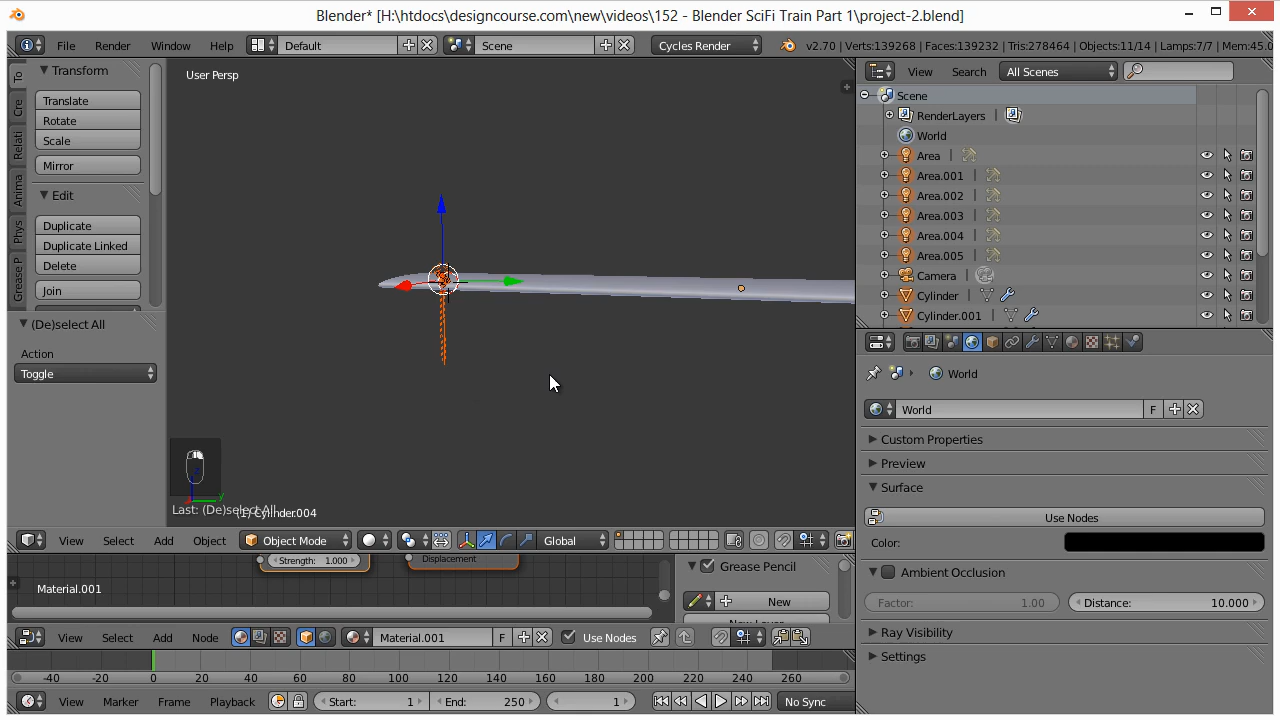 Blender* [H:\htdocs\designcourse.com\new\videos\152 - Blender SciFi Train Part 1\project-2.blend]
File Render Window Help Default Scene Cycles Render v2.70 | Verts:139268 | Faces:139232 | Tris:278464 | Objects:11/14 | Lamps:7/7 | Mem:45.0
Transform
Translate
Rotate
Scale
Mirror
Edit
Duplicate
Duplicate Linked
Delete
Join
To
Cre
Relati
Anima
Phys
Grease P
(De)select All
Action
Toggle
User Persp
Last: (De)select All
Cylinder.004
View Select Add Object Object Mode Global
Strength: 1.000
Displacement
Material.001
Grease Pencil
New
View Select Add Node Material.001 F Use Nodes
-40 -20 0 20 40 60 80 100 120 140 160 180 200 220 240 260
View Marker Frame Playback Start: 1 End: 250 1 No Sync
View Search All Scenes
Scene
RenderLayers |
World
Area |
Area.001 |
Area.002 |
Area.003 |
Area.004 |
Area.005 |
Camera |
Cylinder |
Cylinder.001 |
World
World F
Custom Properties
Preview
Surface
Use Nodes
Color:
Ambient Occlusion
Factor: 1.00 Distance: 10.000
Ray Visibility
Settings